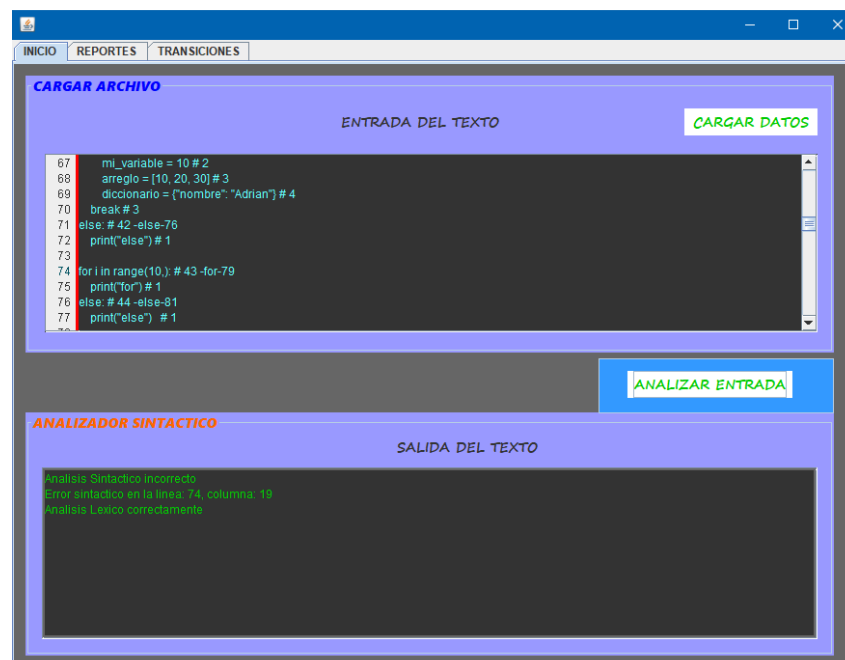 INICIO REPORTES TRANSICIONES
CARGAR ARCHIVO
ENTRADA DEL TEXTO CARGAR DATOS
67 mi_variable = 10 # 2
68 arreglo = [10, 20, 30] # 3
69 diccionario = {"nombre": "Adrian"} # 4
70 break # 3
71 else: # 42 -else-76
72 print("else") # 1
73
74 for i in range(10,): # 43 -for-79
75 print("for") # 1
76 else: # 44 -else-81
77 print("else") # 1
ANALIZAR ENTRADA
ANALIZADOR SINTACTICO
SALIDA DEL TEXTO
Analisis Sintactico incorrecto
Error sintactico en la linea: 74, columna: 19
Analisis Lexico correctamente